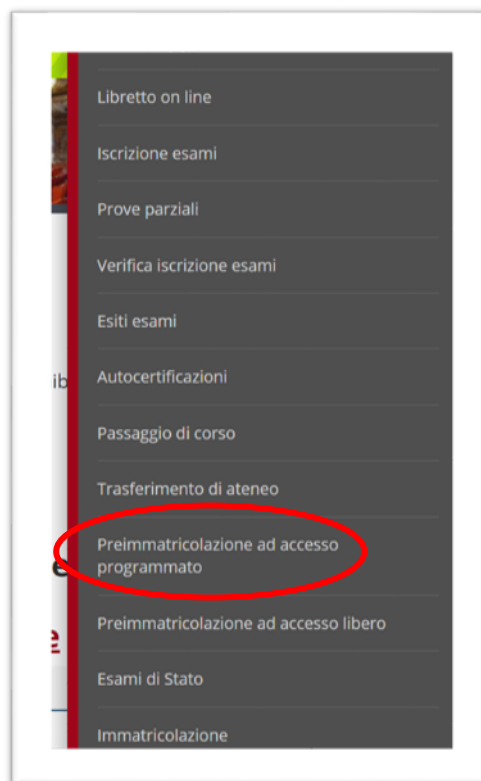 Libretto on line
Iscrizione esami
Prove parziali
Verifica iscrizione esami
Esiti esami
ib
Autocertificazioni
Passaggio di corso
Trasferimento di ateneo
Preimmatricolazione ad accesso
programmato
e
Preimmatricolazione ad accesso libero
e
Esami di Stato
Immatricolazione